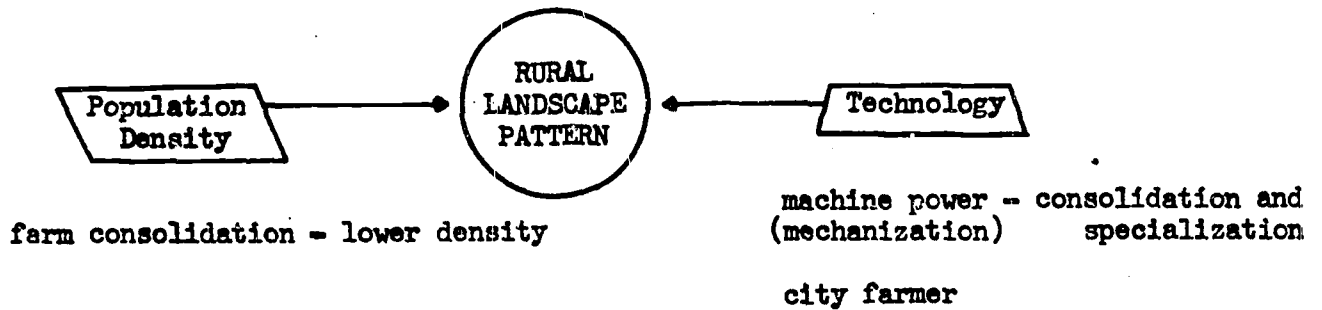 Population
Density
RURAL
LANDSCAPE
PATTERN
Technology
farm consolidation - lower density
machine power - consolidation and
(mechanization) specialization
city farmer